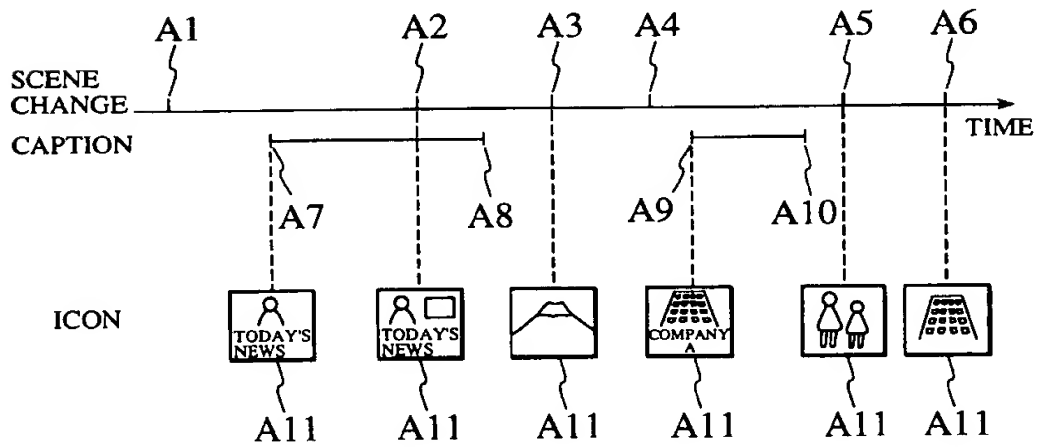 A1 A2 A3 A4 A5 A6
SCENE
CHANGE
TIME
CAPTION
A7 A8 A9 A10
ICON
TODAY'S
NEWS
TODAY'S
NEWS
COMPANY
A
A11 A11 A11 A11 A11 A11